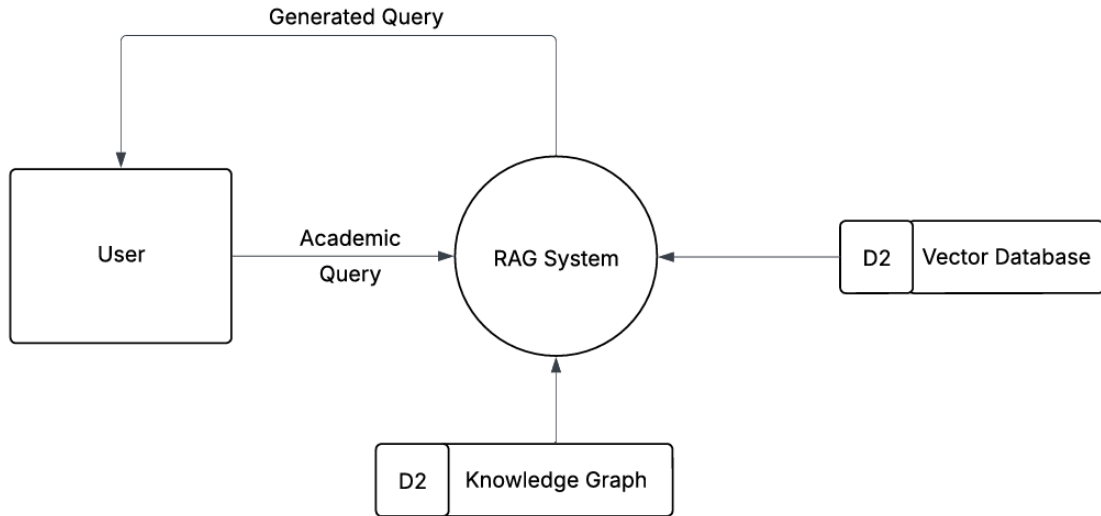 Generated Query
User
Academic
Query
RAG System
D2
Vector Database
D2
Knowledge Graph